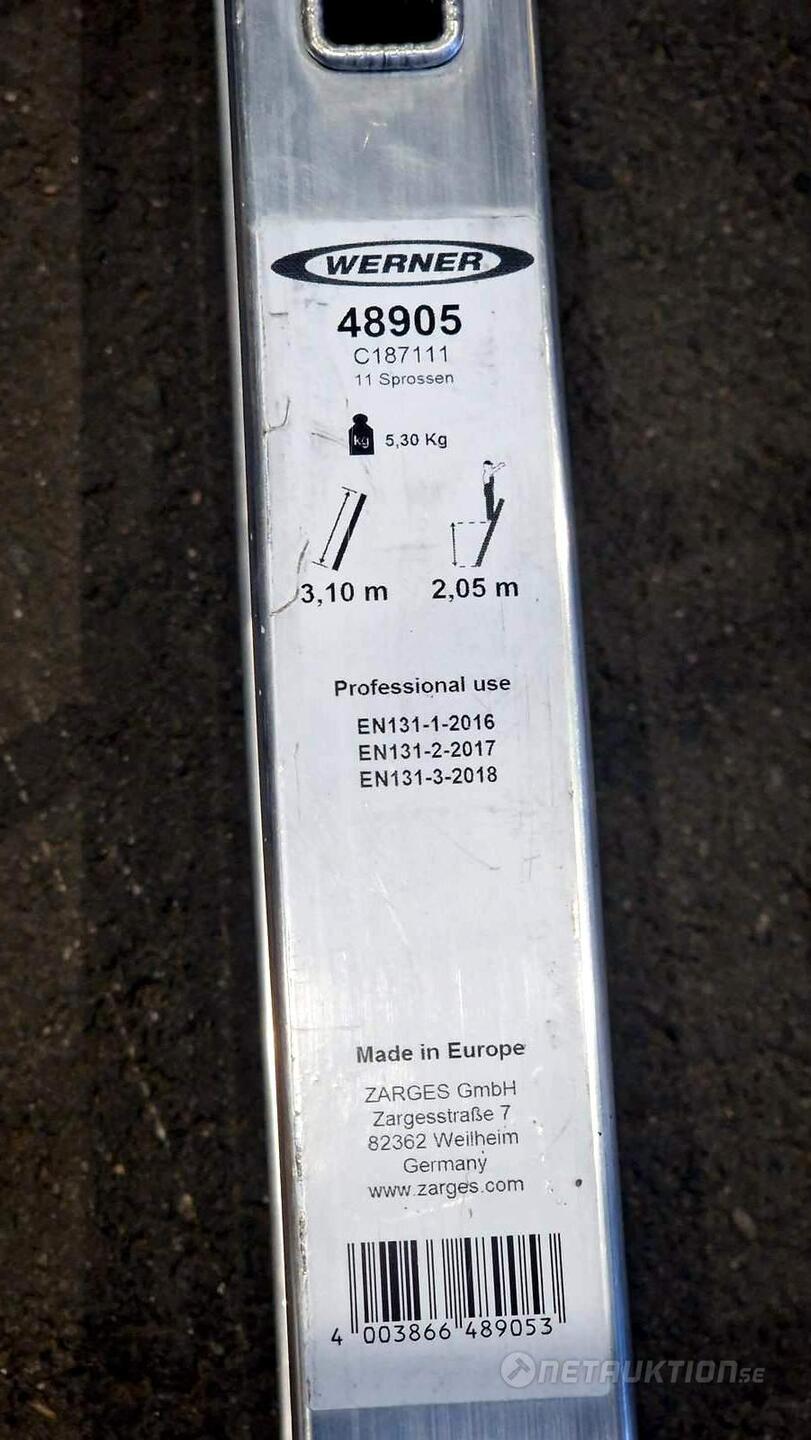 WERNER
48905
C187111
11 Sprossen
kg 5,30 Kg
3,10 m 2,05 m
Professional use
EN131-1-2016
EN131-2-2017
EN131-3-2018
Made in Europe
ZARGES GmbH
Zargesstraße 7
82362 Weilheim
Germany
www.zarges.com
4 003866 489053
NETAUKTION.SE